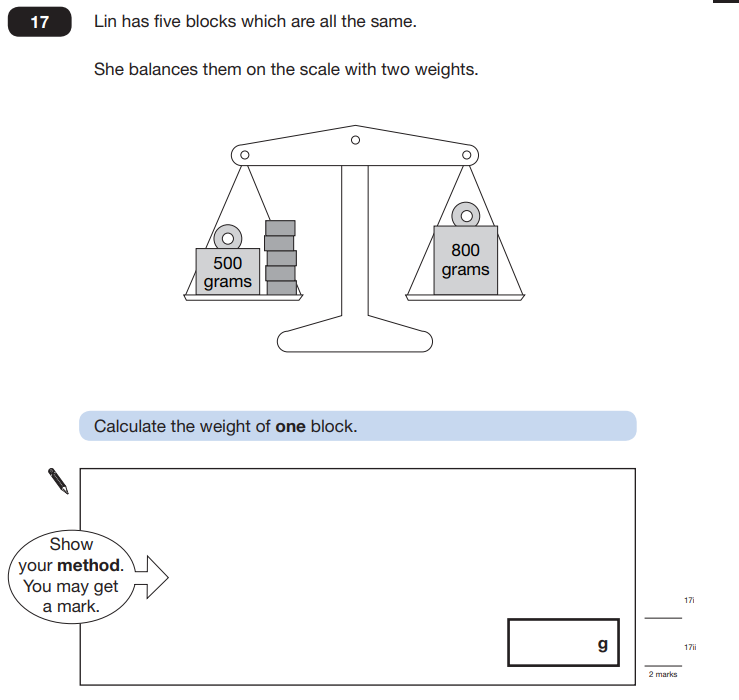 17
Lin has five blocks which are all the same.
She balances them on the scale with two weights.
500
grams
800
grams
Calculate the weight of one block.
Show
your method.
You may get
a mark.
g
17i
17ii
2 marks